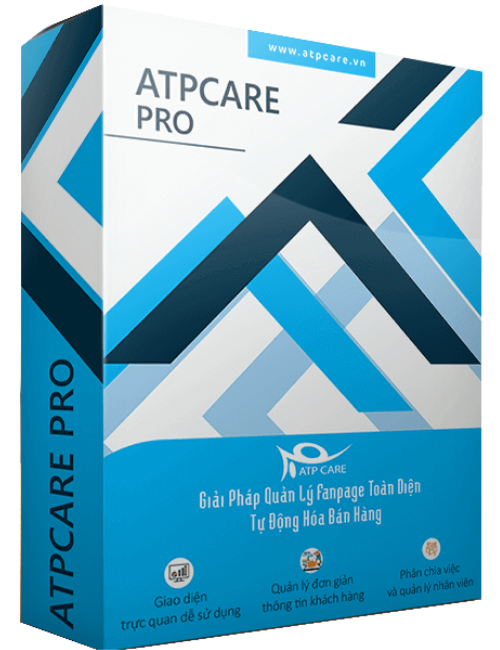 www.atpcare.vn
ATPCARE
PRO
ATPCARE PRO
ATP CARE
Giải Pháp Quản Lý Fanpage Toàn Diện
Tự Động Hóa Bán Hàng
Giao diện
trực quan dễ sử dụng
Quản lý đơn giản
thông tin khách hàng
Phân chia việc
và quản lý nhân viên